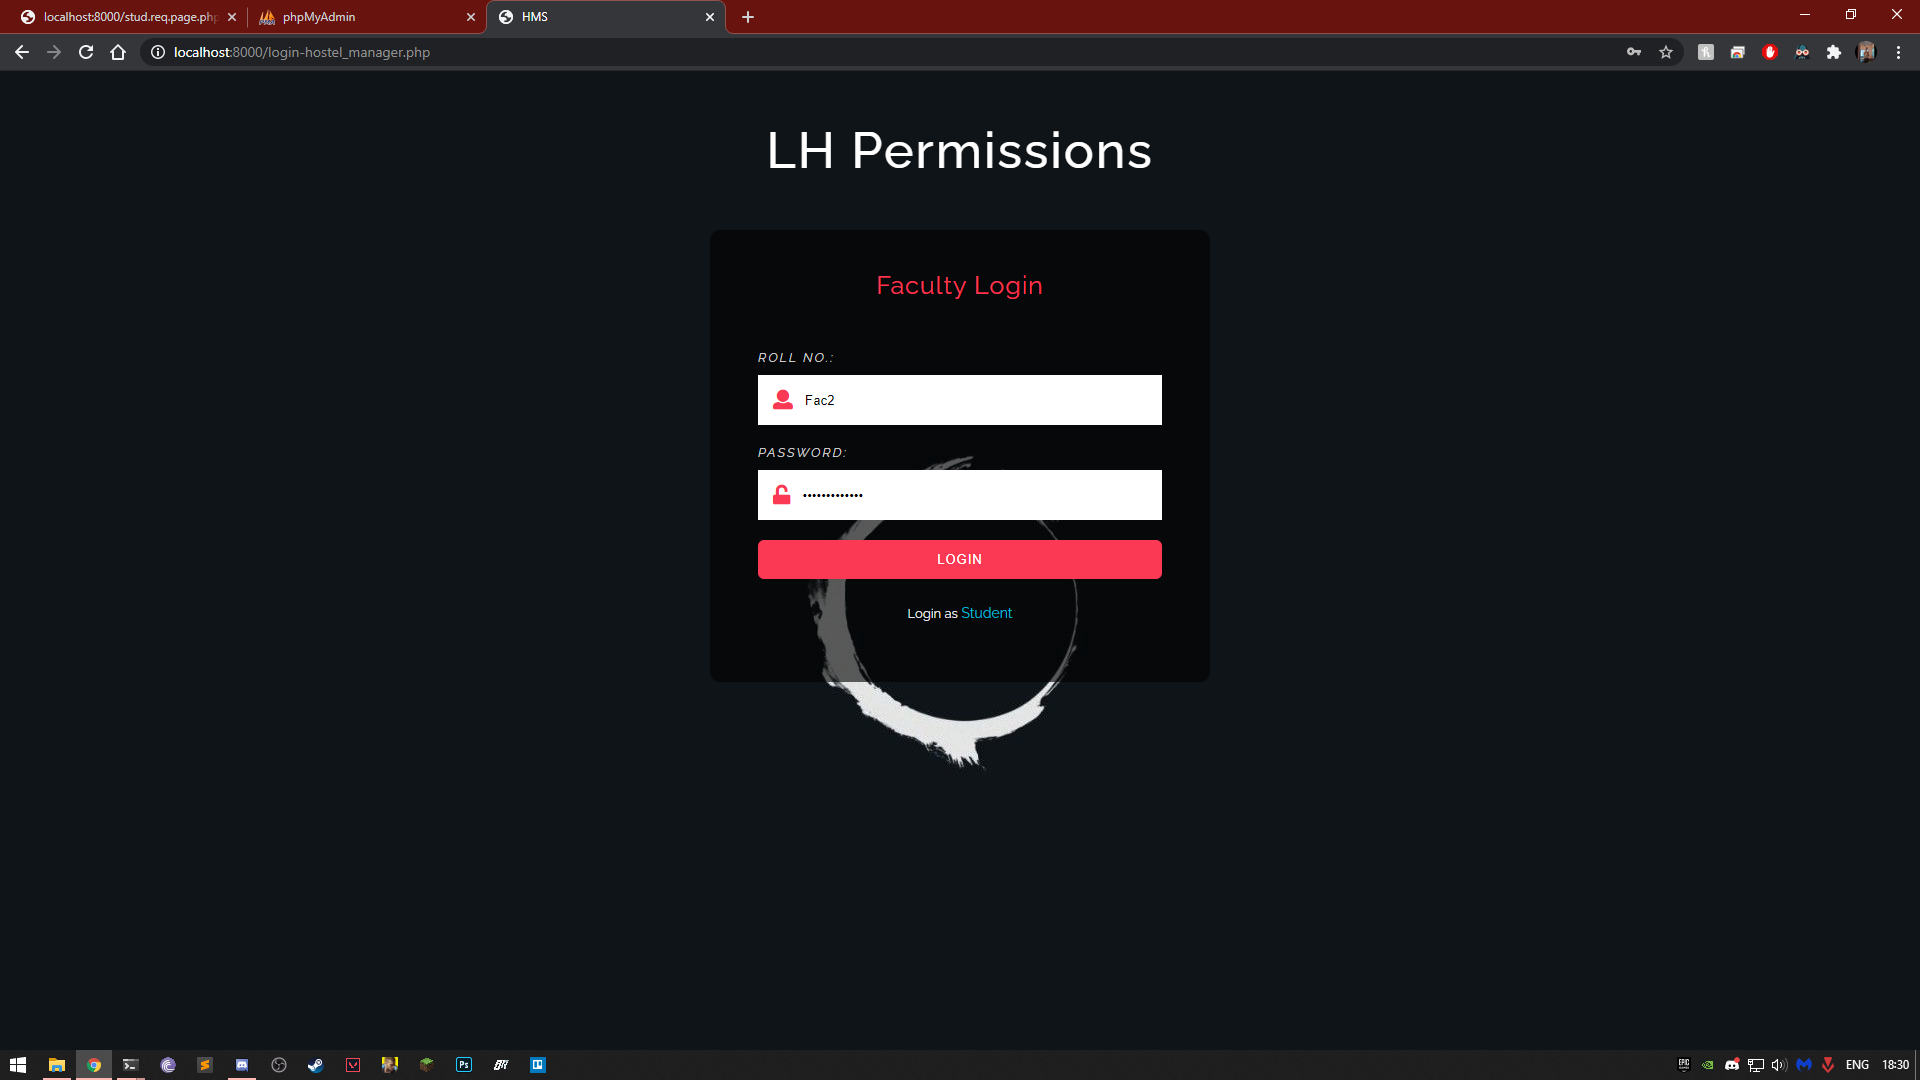 localhost:8000/stud.req.page.php
phpMyAdmin
HMS
localhost:8000/login-hostel_manager.php
LH Permissions
Faculty Login
ROLL NO.:
Fac2
PASSWORD:
•••••••••••••
LOGIN
Login as Student
Ps
ENG
18:30